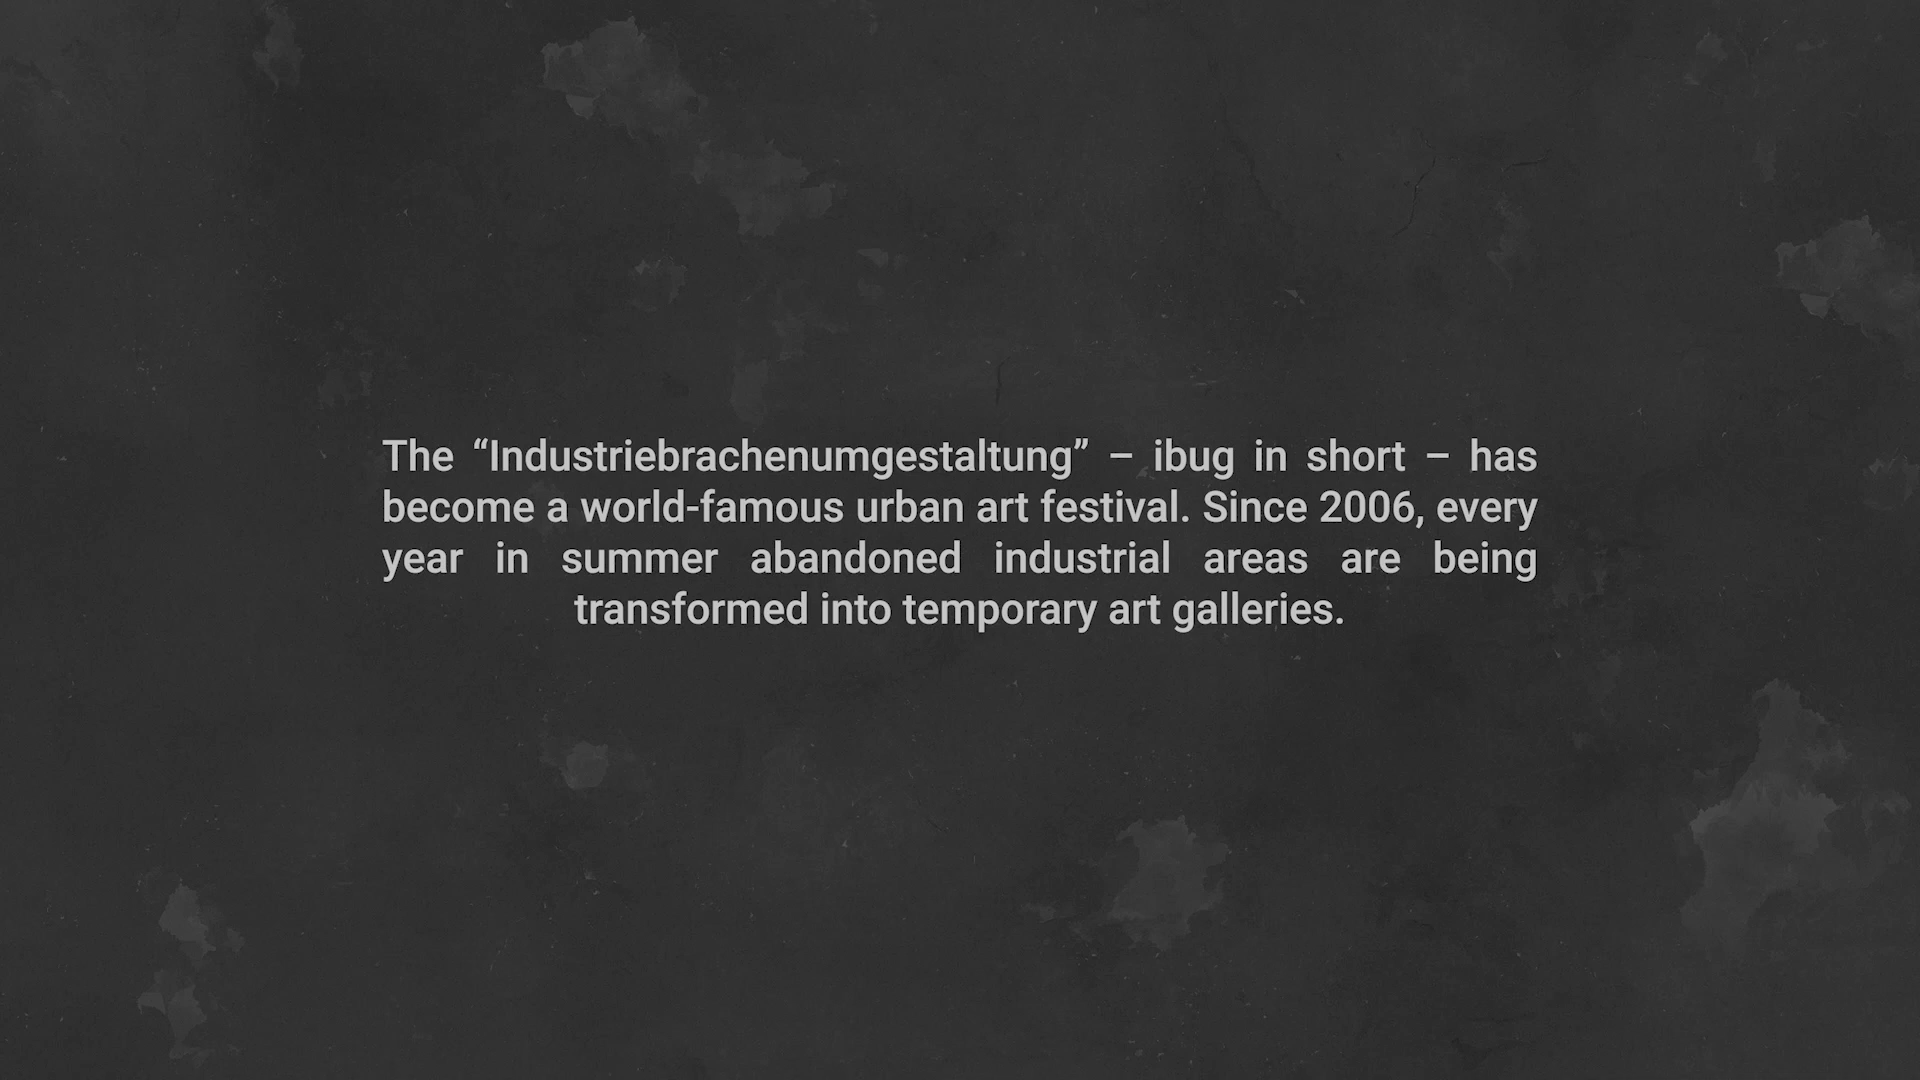 The “Industriebrachenumgestaltung” – ibug in short – has
become a world-famous urban art festival. Since 2006, every
year in summer abandoned industrial areas are being
transformed into temporary art galleries.